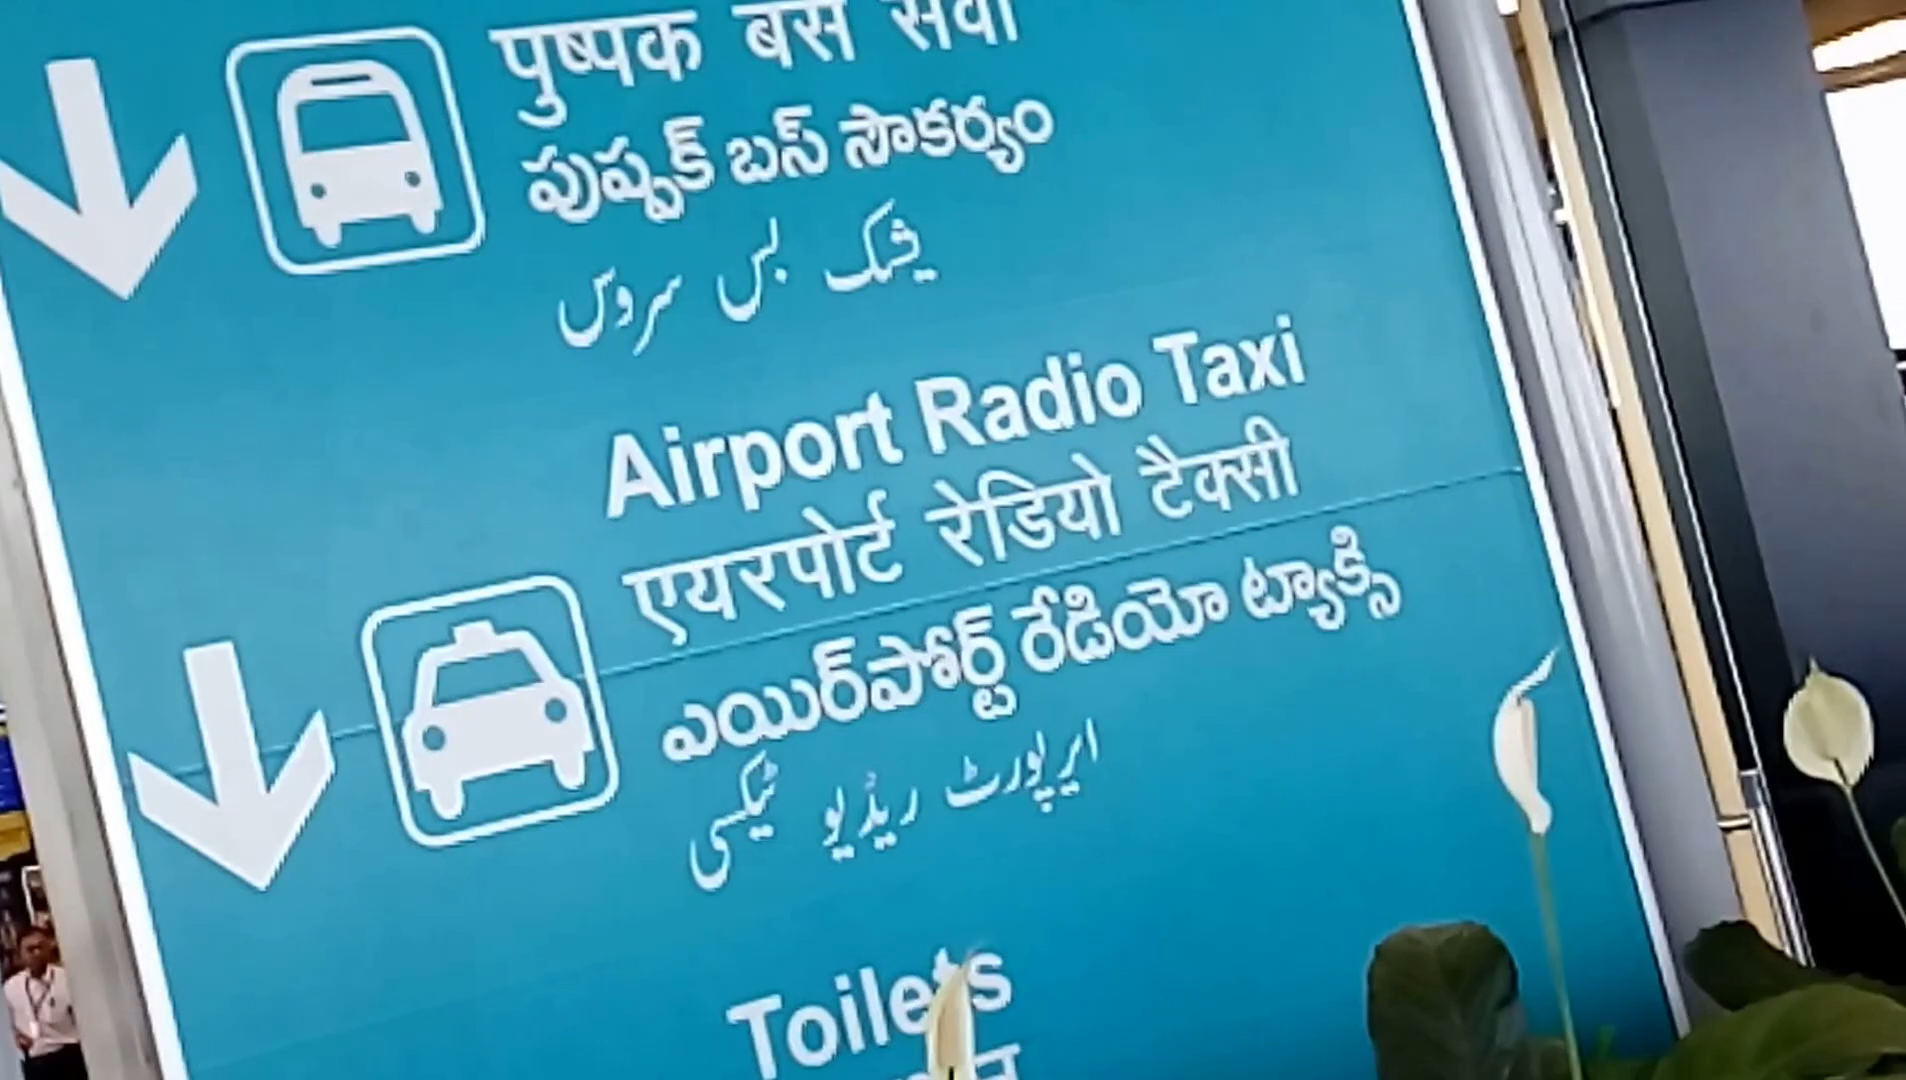 पुष्पक बस सेवा
పుష్పక్ బస్ సౌకర్యం
پشپک بس سروس
Airport Radio Taxi
एयरपोर्ट रेडियो टैक्सी
ఎయిర్‌పోర్ట్ రేడియో ట్యాక్సి
ایرپورٹ ریڈیو ٹیکسی
Toilets